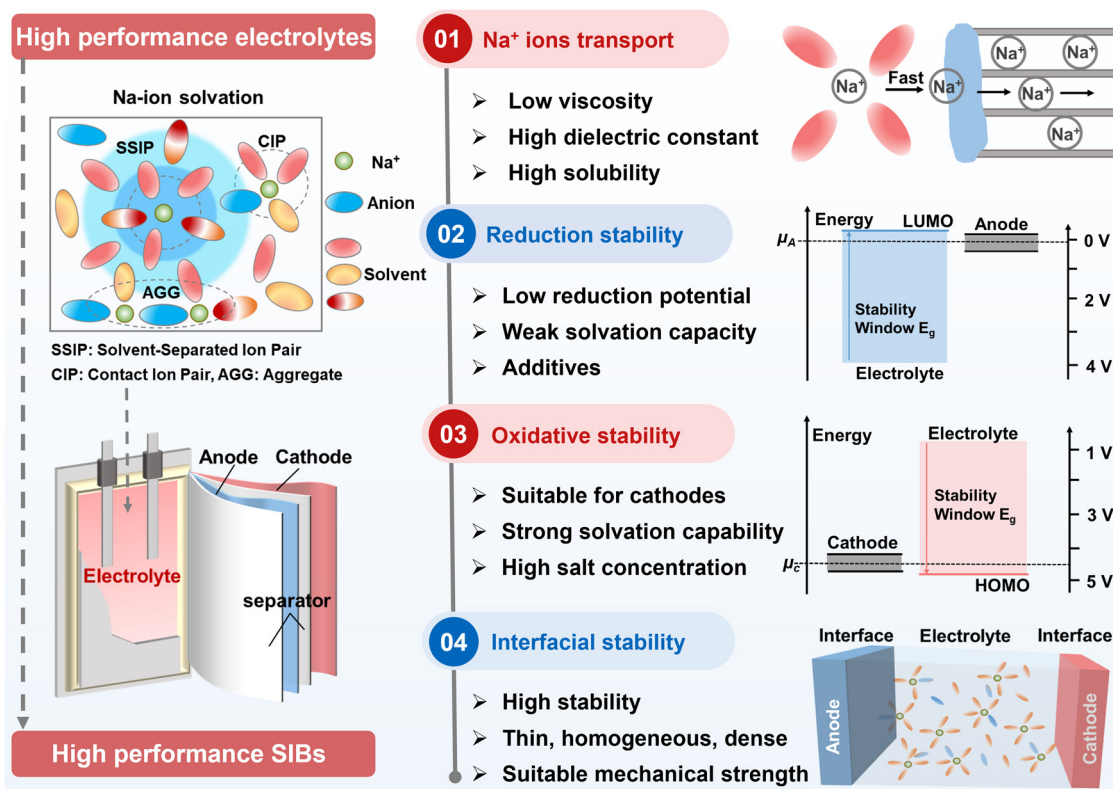 High performance electrolytes
Na-ion solvation
SSIP
CIP
Na⁺
Anion
Solvent
AGG
SSIP: Solvent-Separated Ion Pair
CIP: Contact Ion Pair, AGG: Aggregate
Anode
Cathode
Electrolyte
separator
High performance SIBs
01 Na⁺ ions transport
➢ Low viscosity
➢ High dielectric constant
➢ High solubility
02 Reduction stability
➢ Low reduction potential
➢ Weak solvation capacity
➢ Additives
03 Oxidative stability
➢ Suitable for cathodes
➢ Strong solvation capability
➢ High salt concentration
04 Interfacial stability
➢ High stability
➢ Thin, homogeneous, dense
➢ Suitable mechanical strength
Na⁺
Fast
Na⁺
Na⁺
Na⁺
Na⁺
Na⁺
Energy
LUMO
Anode
μA
0 V
2 V
Stability
Window Eg
4 V
Electrolyte
Energy
Electrolyte
1 V
Stability
Window Eg
3 V
Cathode
μc
HOMO
5 V
Interface
Electrolyte
Interface
Anode
Cathode